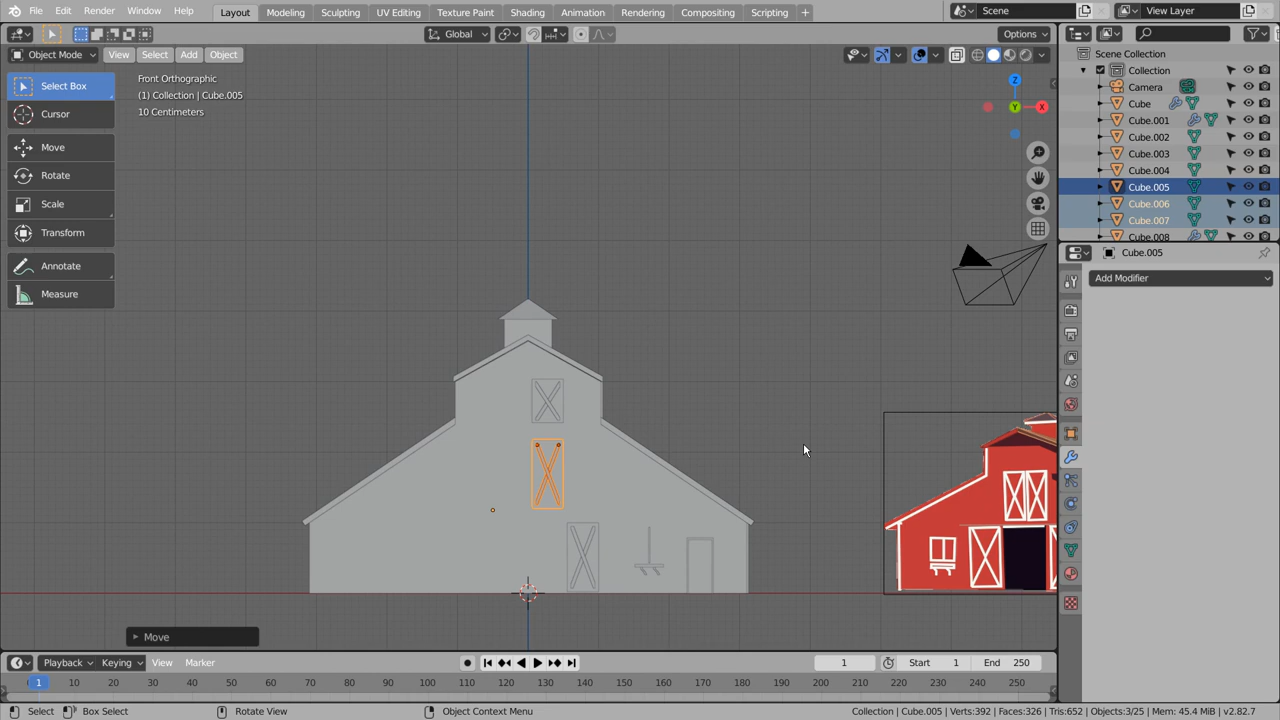 File Edit Render Window Help
Layout Modeling Sculpting UV Editing Texture Paint Shading Animation Rendering Compositing Scripting +
Scene
View Layer
Global
Options
Object Mode View Select Add Object
Select Box
Cursor
Move
Rotate
Scale
Transform
Annotate
Measure
Front Orthographic
(1) Collection | Cube.005
10 Centimeters
Z
Y
X
Scene Collection
Collection
Camera
Cube
Cube.001
Cube.002
Cube.003
Cube.004
Cube.005
Cube.006
Cube.007
Cube.008
Cube.005
Add Modifier
Move
Playback Keying View Marker
1
Start 1
End 250
1 10 20 30 40 50 60 70 80 90 100 110 120 130 140 150 160 170 180 190 200 210 220 230 240 250
Select Box Select Rotate View Object Context Menu
Collection | Cube.005 | Verts:392 | Faces:326 | Tris:652 | Objects:3/25 | Mem: 45.4 MiB | v2.82.7